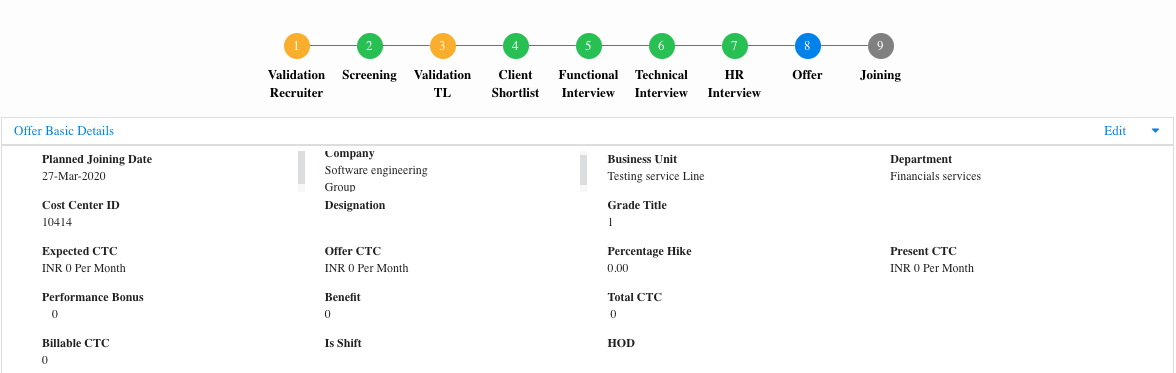 1 2 3 4 5 6 7 8 9
Validation Screening Validation Client Functional Technical HR Offer Joining
Recruiter TL Shortlist Interview Interview Interview
Offer Basic Details Edit
Planned Joining Date Company Business Unit Department
27-Mar-2020 Software engineering Testing service Line Financials services
Group
Cost Center ID Designation Grade Title
10414 1
Expected CTC Offer CTC Percentage Hike Present CTC
INR 0 Per Month INR 0 Per Month 0.00 INR 0 Per Month
Performance Bonus Benefit Total CTC
0 0 0
Billable CTC Is Shift HOD
0